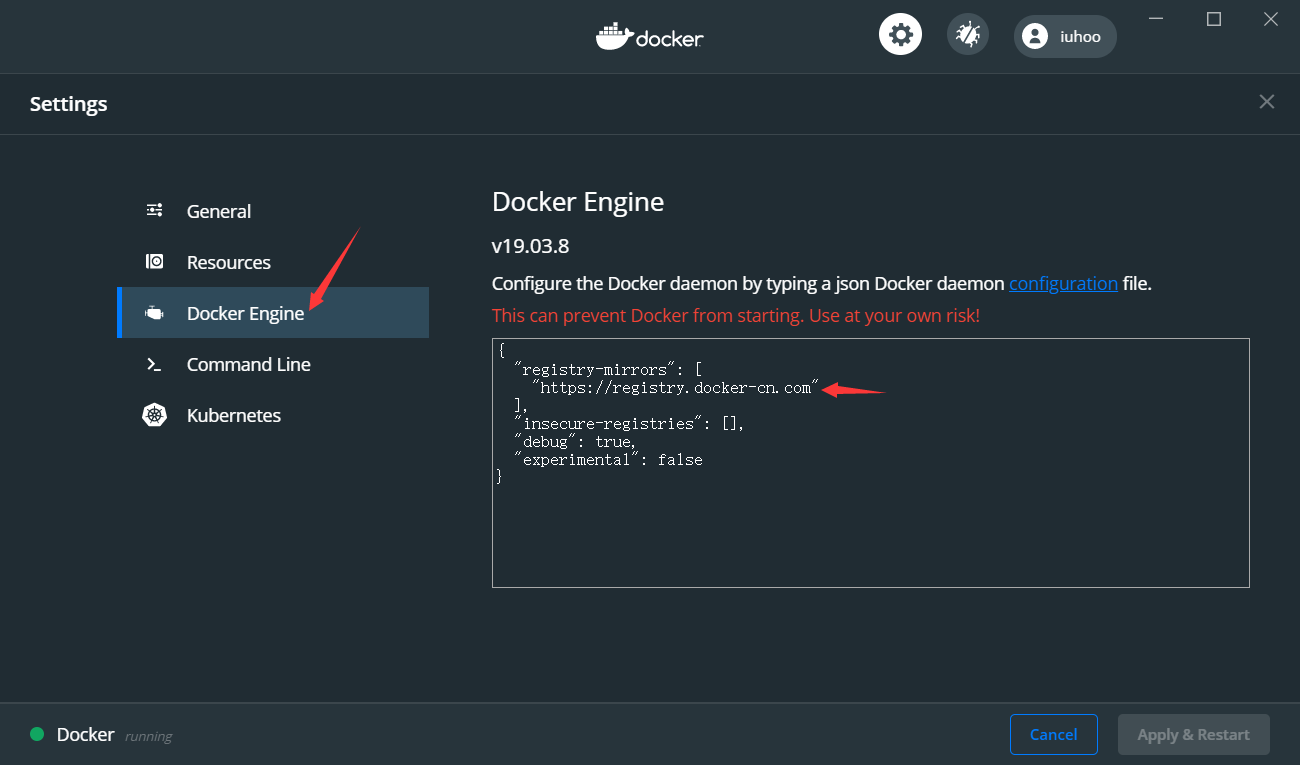 docker
iuhoo
Settings
General
Resources
Docker Engine
Command Line
Kubernetes
Docker Engine
v19.03.8
Configure the Docker daemon by typing a json Docker daemon configuration file.
This can prevent Docker from starting. Use at your own risk!
{
  "registry-mirrors": [
    "https://registry.docker-cn.com"
  ],
  "insecure-registries": [],
  "debug": true,
  "experimental": false
}
Docker running
Cancel
Apply & Restart